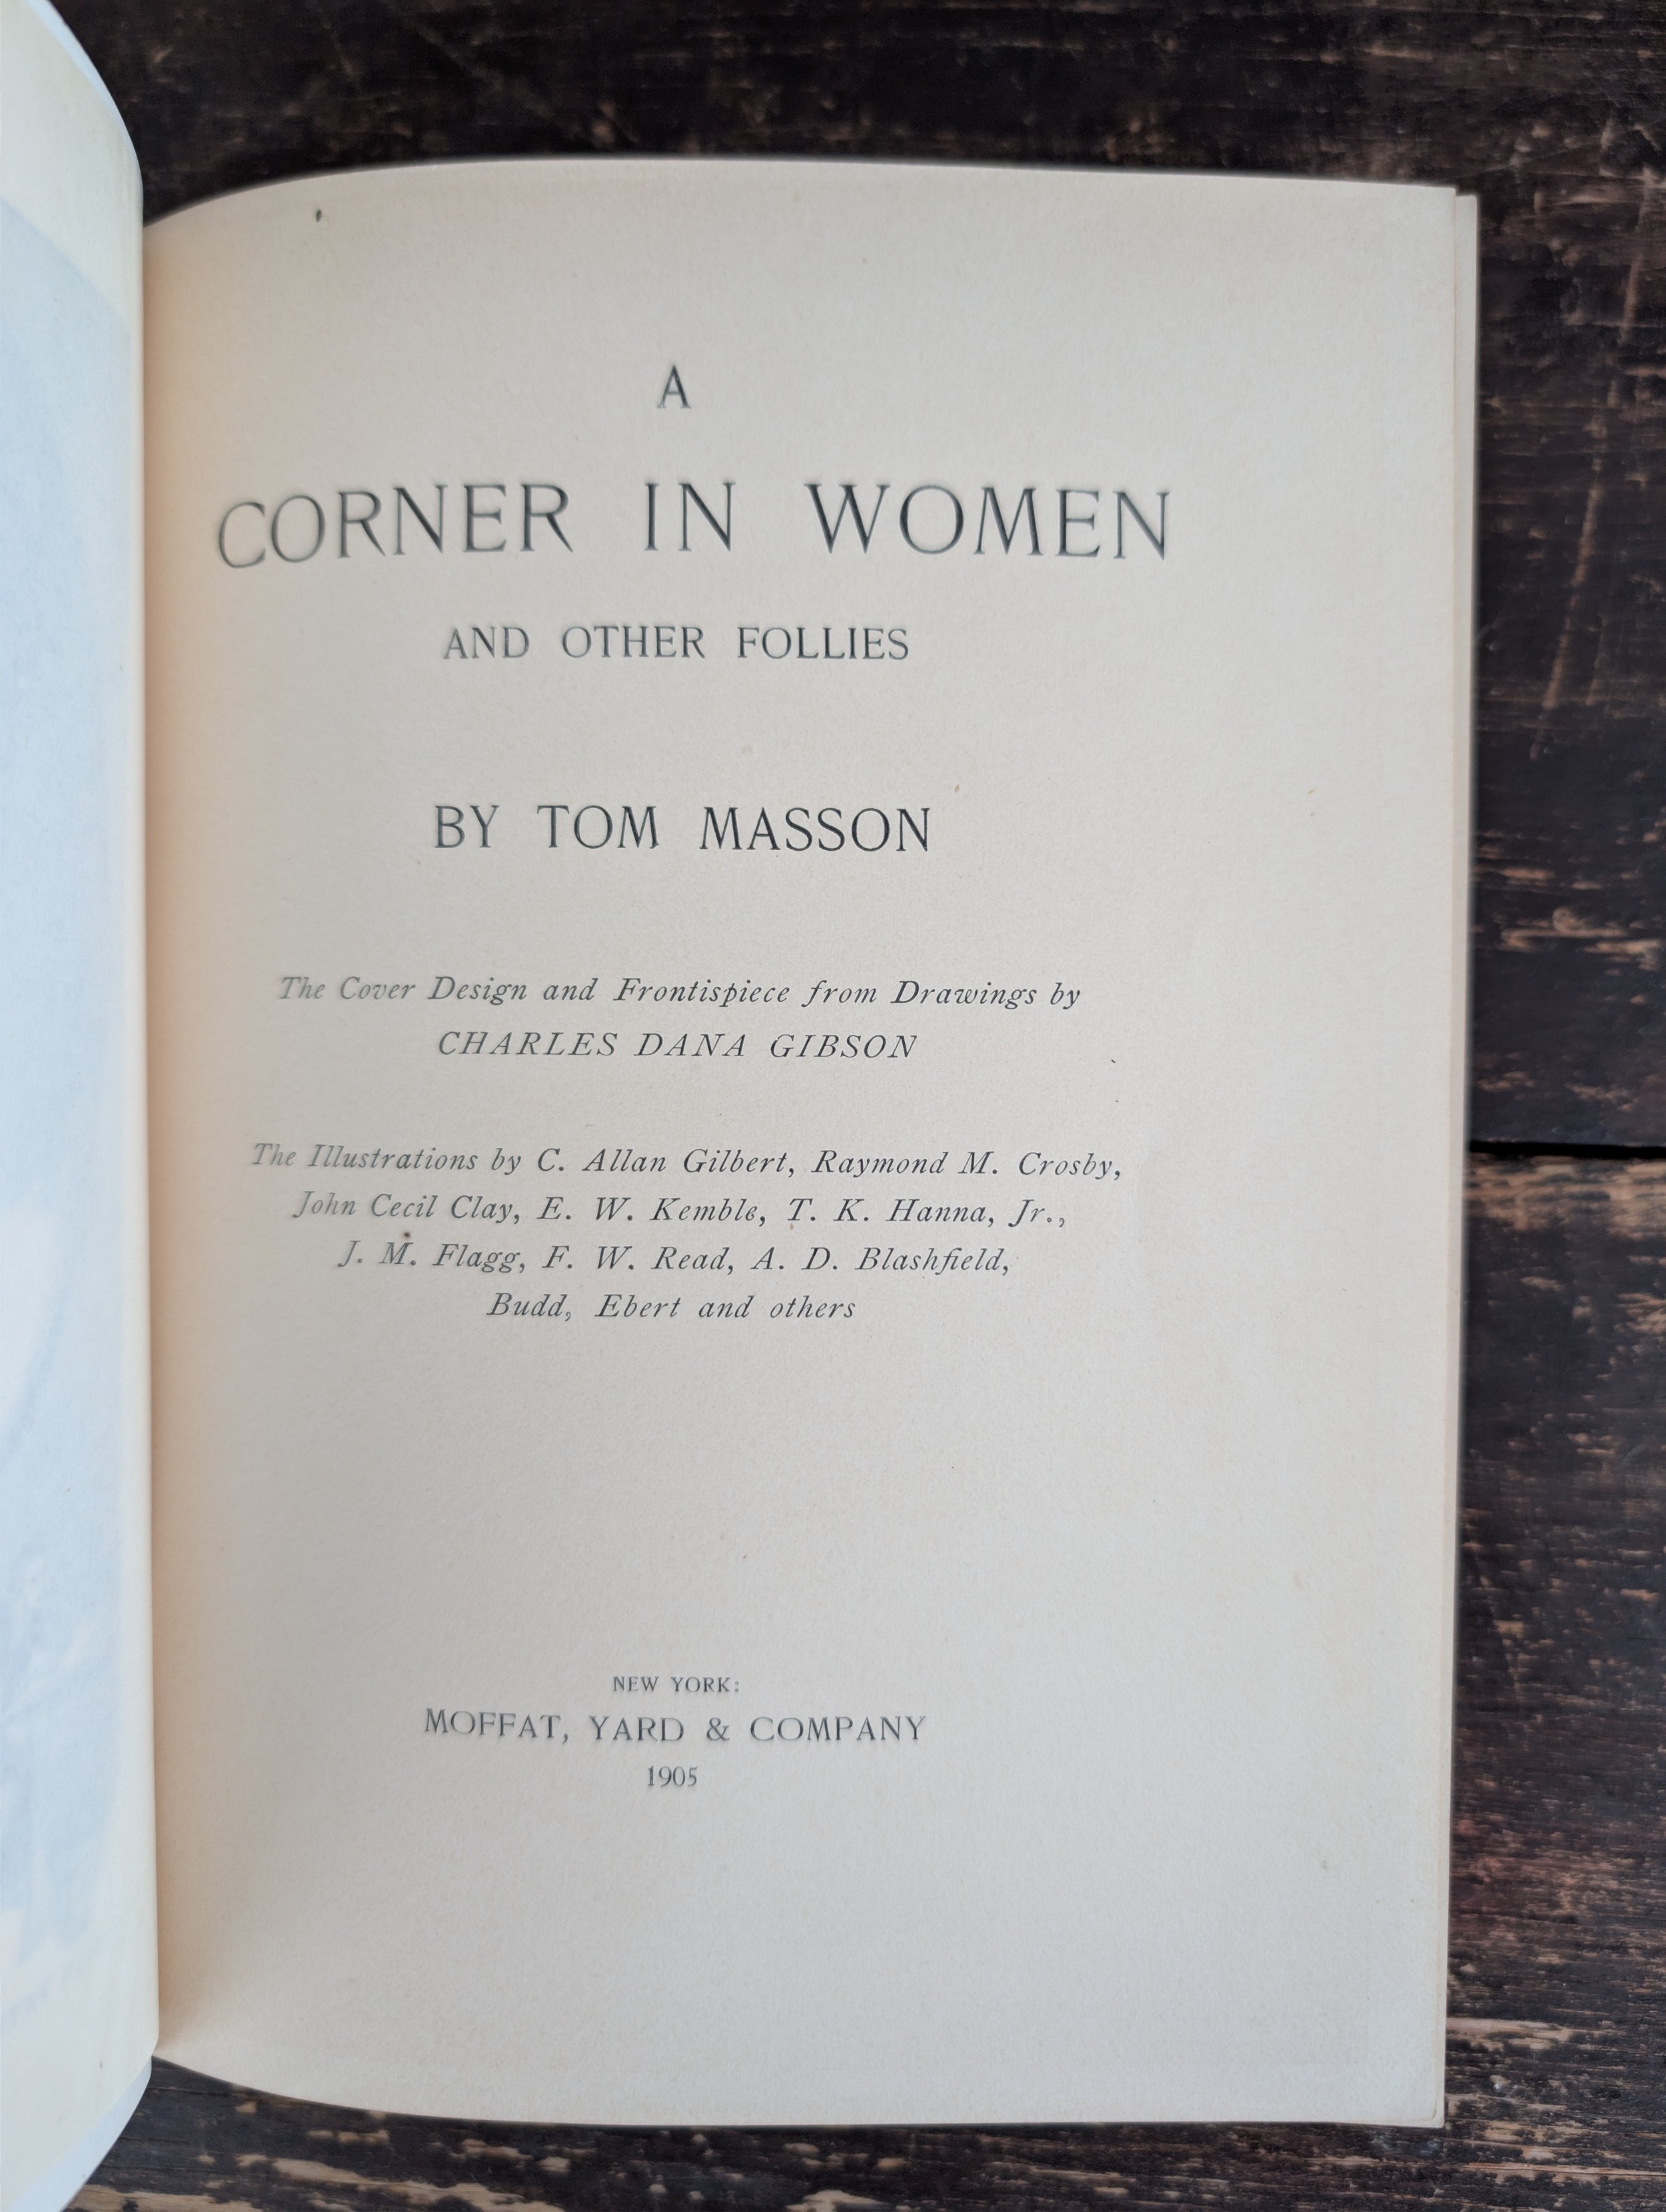 A
CORNER IN WOMEN
AND OTHER FOLLIES
BY TOM MASSON
The Cover Design and Frontispiece from Drawings by
CHARLES DANA GIBSON
The Illustrations by C. Allan Gilbert, Raymond M. Crosby,
John Cecil Clay, E. W. Kemble, T. K. Hanna, Jr.,
J. M. Flagg, F. W. Read, A. D. Blashfield,
Budd, Ebert and others
NEW YORK:
MOFFAT, YARD & COMPANY
1905